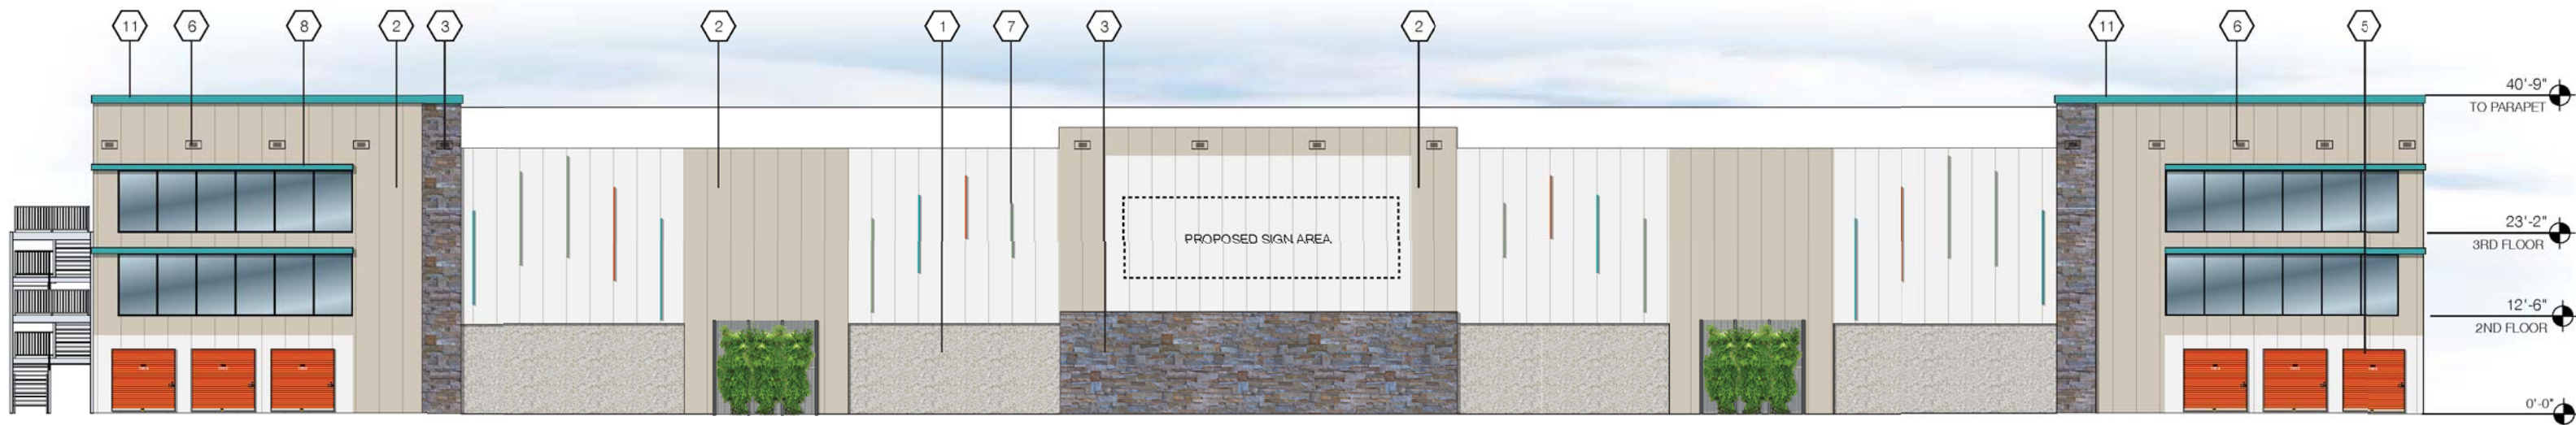 11 6 8 2 3 2 1 7 3 2 11 6 5
40'-9"
TO PARAPET
23'-2"
3RD FLOOR
PROPOSED SIGN AREA
12'-6"
2ND FLOOR
0'-0"